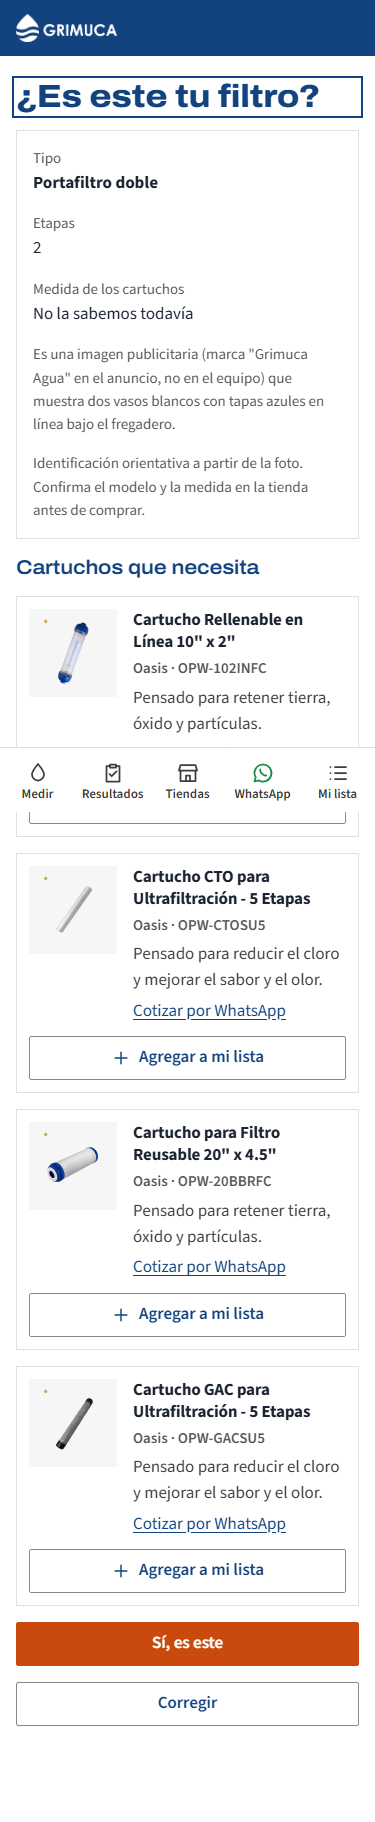 GRIMUCA
¿Es este tu filtro?
Tipo
Portafiltro doble
Etapas
2
Medida de los cartuchos
No la sabemos todavía
Es una imagen publicitaria (marca "Grimuca
Agua" en el anuncio, no en el equipo) que
muestra dos vasos blancos con tapas azules en
línea bajo el fregadero.
Identificación orientativa a partir de la foto.
Confirma el modelo y la medida en la tienda
antes de comprar.
Cartuchos que necesita
Cartucho Rellenable en
Línea 10" x 2"
Oasis · OPW-102INFC
Pensado para retener tierra,
óxido y partículas.
Medir
Resultados
Tiendas
WhatsApp
Mi lista
Cartucho CTO para
Ultrafiltración - 5 Etapas
Oasis · OPW-CTOSU5
Pensado para reducir el cloro
y mejorar el sabor y el olor.
Cotizar por WhatsApp
Agregar a mi lista
Cartucho para Filtro
Reusable 20" x 4.5"
Oasis · OPW-20BBRFC
Pensado para retener tierra,
óxido y partículas.
Cotizar por WhatsApp
Agregar a mi lista
Cartucho GAC para
Ultrafiltración - 5 Etapas
Oasis · OPW-GACSU5
Pensado para reducir el cloro
y mejorar el sabor y el olor.
Cotizar por WhatsApp
Agregar a mi lista
Sí, es este
Corregir